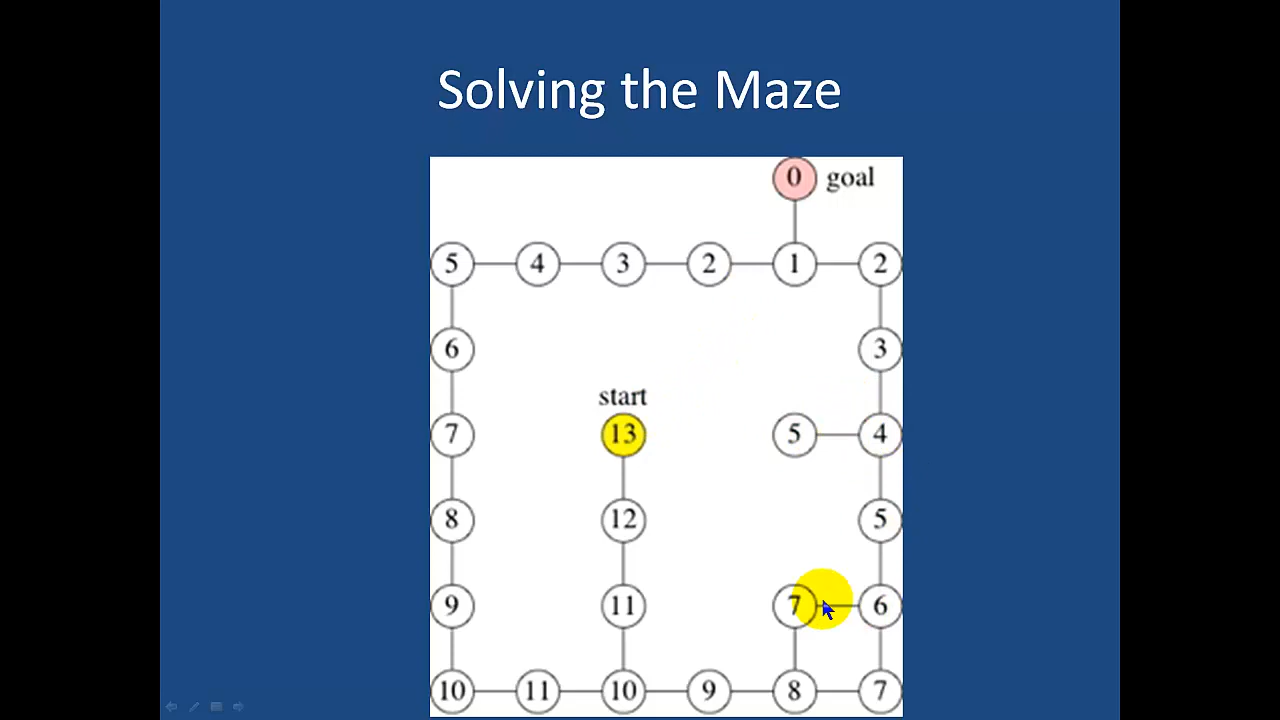 Solving the Maze
0 goal
5 4 3 2 1 2
6 3
start
7 13 5 4
8 12 5
9 11 7 6
10 11 10 9 8 7